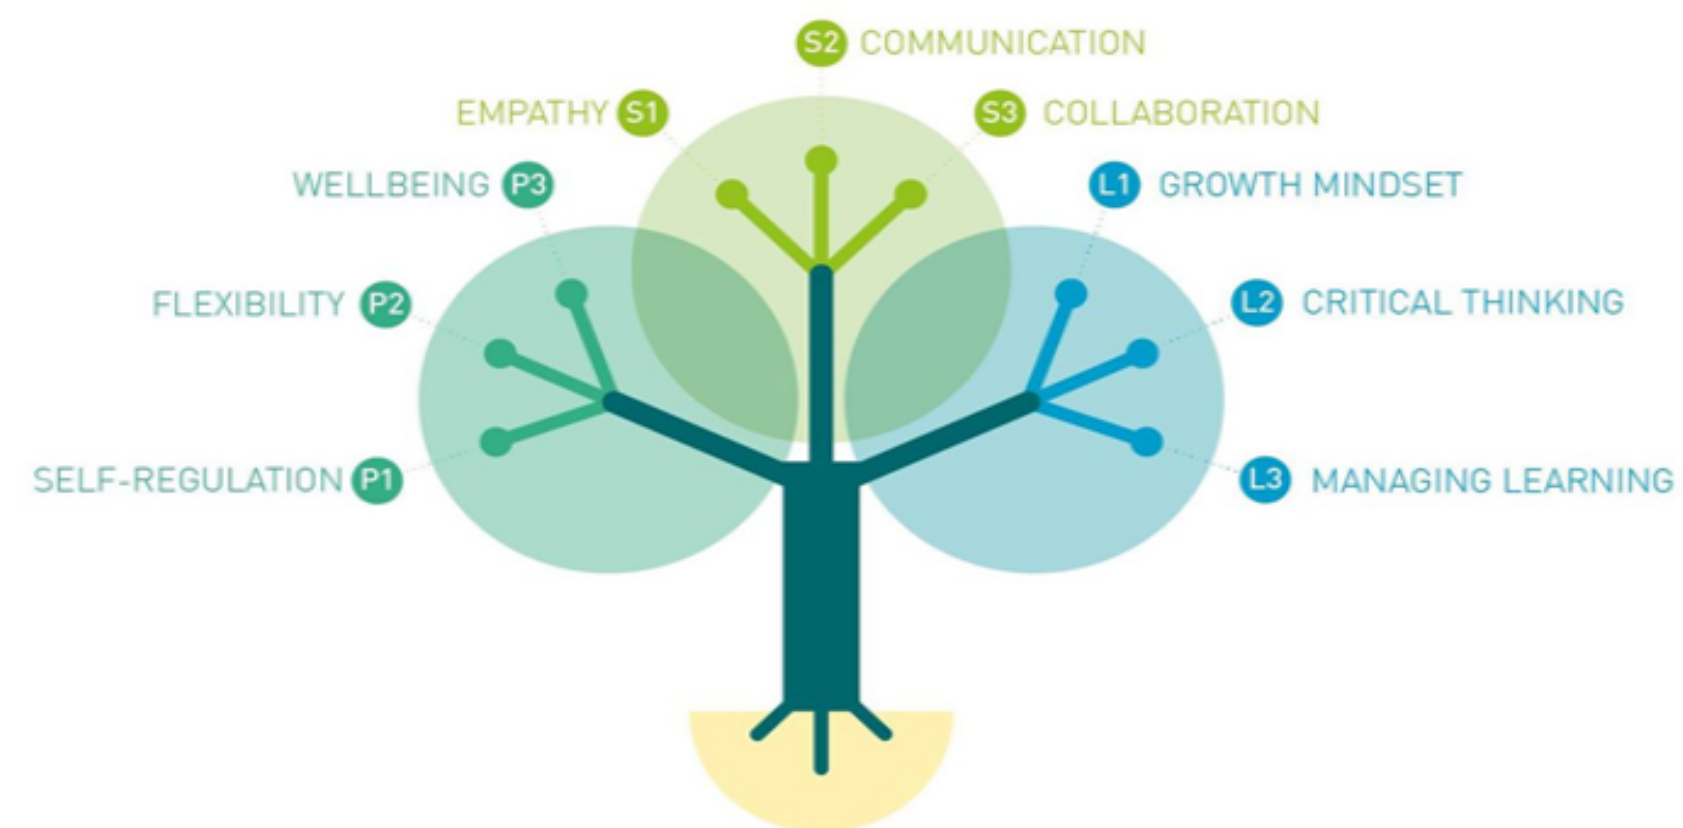 S2 COMMUNICATION
EMPATHY S1
S3 COLLABORATION
WELLBEING P3
L1 GROWTH MINDSET
FLEXIBILITY P2
L2 CRITICAL THINKING
SELF-REGULATION P1
L3 MANAGING LEARNING